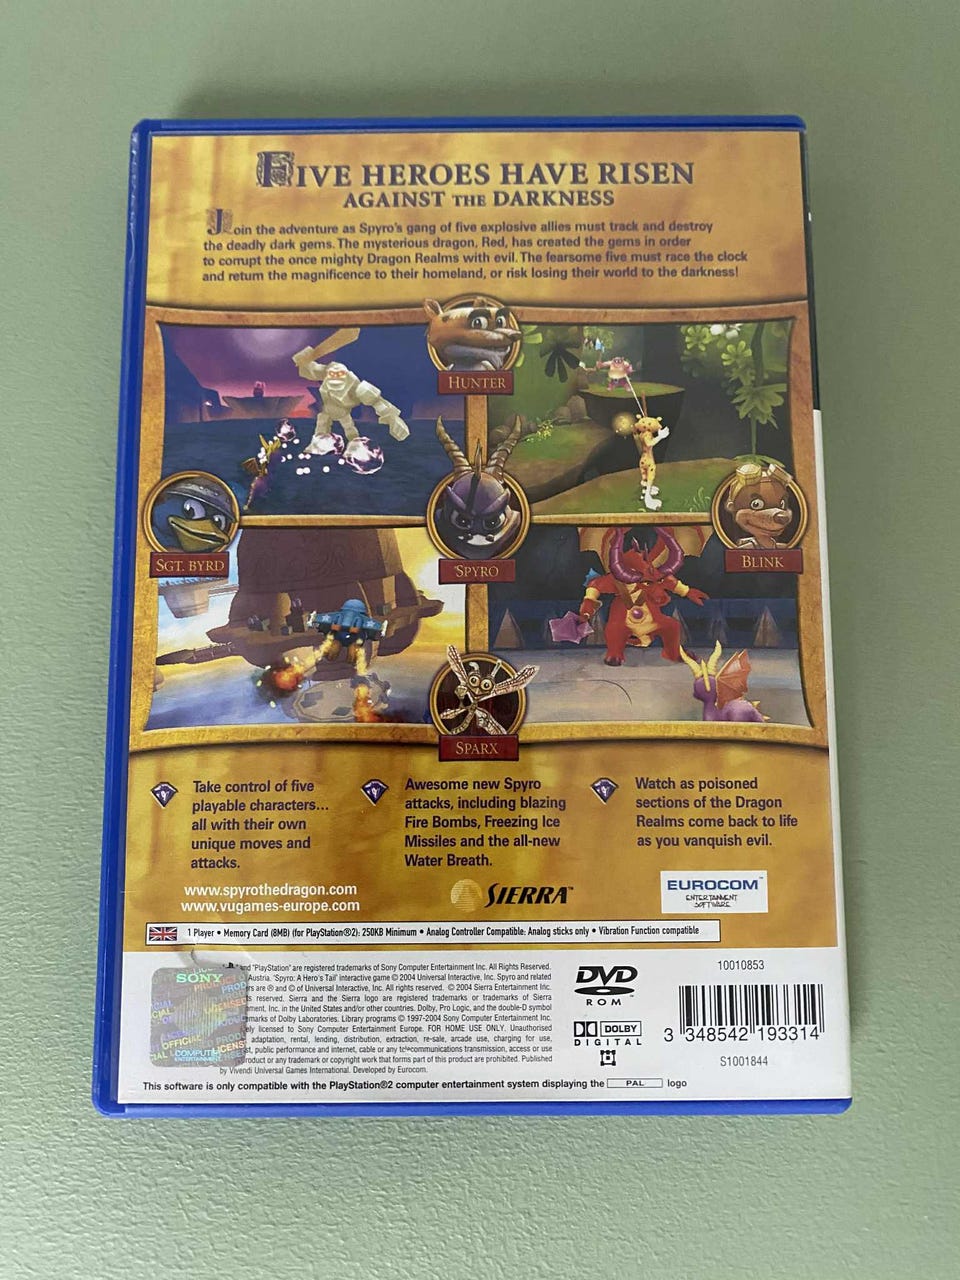 FIVE HEROES HAVE RISEN
AGAINST THE DARKNESS
Join the adventure as Spyro's gang of five explosive allies must track and destroy
the deadly dark gems. The mysterious dragon, Red, has created the gems in order
to corrupt the once mighty Dragon Realms with evil. The fearsome five must race the clock
and return the magnificence to their homeland, or risk losing their world to the darkness!
HUNTER
SGT. BYRD
SPYRO
BLINK
SPARX
Take control of five
playable characters...
all with their own
unique moves and
attacks.
Awesome new Spyro
attacks, including blazing
Fire Bombs, Freezing Ice
Missiles and the all-new
Water Breath.
Watch as poisoned
sections of the Dragon
Realms come back to life
as you vanquish evil.
www.spyrothedragon.com
www.vugames-europe.com
SIERRA™
EUROCOM™
ENTERTAINMENT
SOFTWARE
1 Player • Memory Card (8MB) (for PlayStation®2): 250KB Minimum • Analog Controller Compatible: Analog sticks only • Vibration Function compatible
SONY
and "PlayStation" are registered trademarks of Sony Computer Entertainment Inc. All Rights Reserved.
Austria. "Spyro: A Hero's Tail" interactive game © 2004 Universal Interactive, Inc. Spyro and related
rs are ® and © of Universal Interactive, Inc. © 2004 Sierra Entertainment Inc.
ts reserved. Sierra and the Sierra logo are registered trademarks or trademarks of Sierra
ment, Inc. in the United States and/or other countries. Dolby, Pro Logic, and the double-D symbol
emarks of Dolby Laboratories. Library programs © 1997-2004 Sony Computer Entertainment Inc.
ely licensed to Sony Computer Entertainment Europe. FOR HOME USE ONLY. Unauthorised
adaptation, rental, lending, distribution, extraction, re-sale, arcade use, charging for use,
st, public performance and internet, cable or any telecommunications transmission, access or use
roduct or any trademark or copyright work that forms part of this product are prohibited. Published
by Vivendi Universal Games International. Developed by Eurocom.
This software is only compatible with the PlayStation®2 computer entertainment system displaying the PAL logo
DVD
ROM
DOLBY
DIGITAL
10010853
3 348542 193314
S1001844